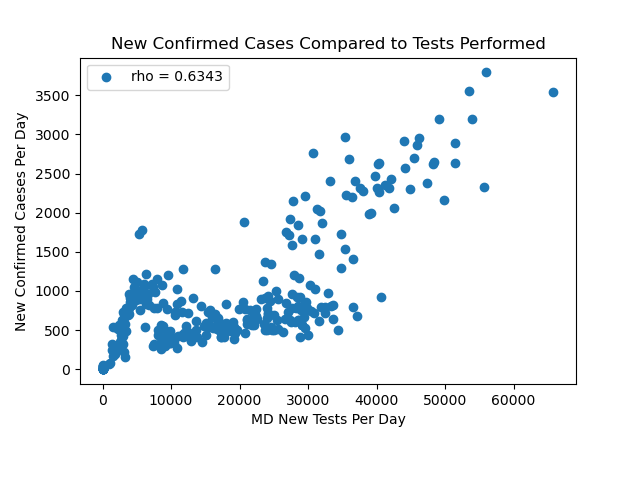 New Confirmed Cases Compared to Tests Performed
rho = 0.6343
3500
3000
2500
2000
1500
1000
500
0
New Confirmed Caeses Per Day
0 10000 20000 30000 40000 50000 60000
MD New Tests Per Day